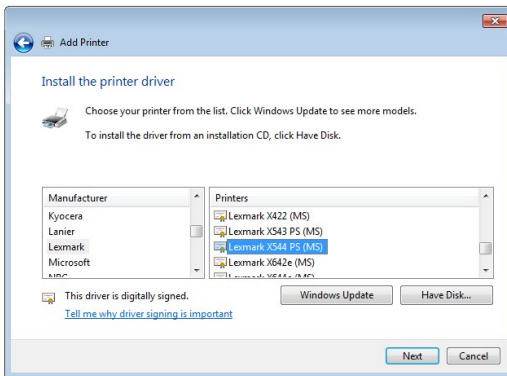 Add Printer
Install the printer driver
Choose your printer from the list. Click Windows Update to see more models.
To install the driver from an installation CD, click Have Disk.
Manufacturer
Kyocera
Lanier
Lexmark
Microsoft
Printers
Lexmark X422 (MS)
Lexmark X543 PS (MS)
Lexmark X544 PS (MS)
Lexmark X642e (MS)
This driver is digitally signed.
Tell me why driver signing is important
Windows Update
Have Disk...
Next
Cancel